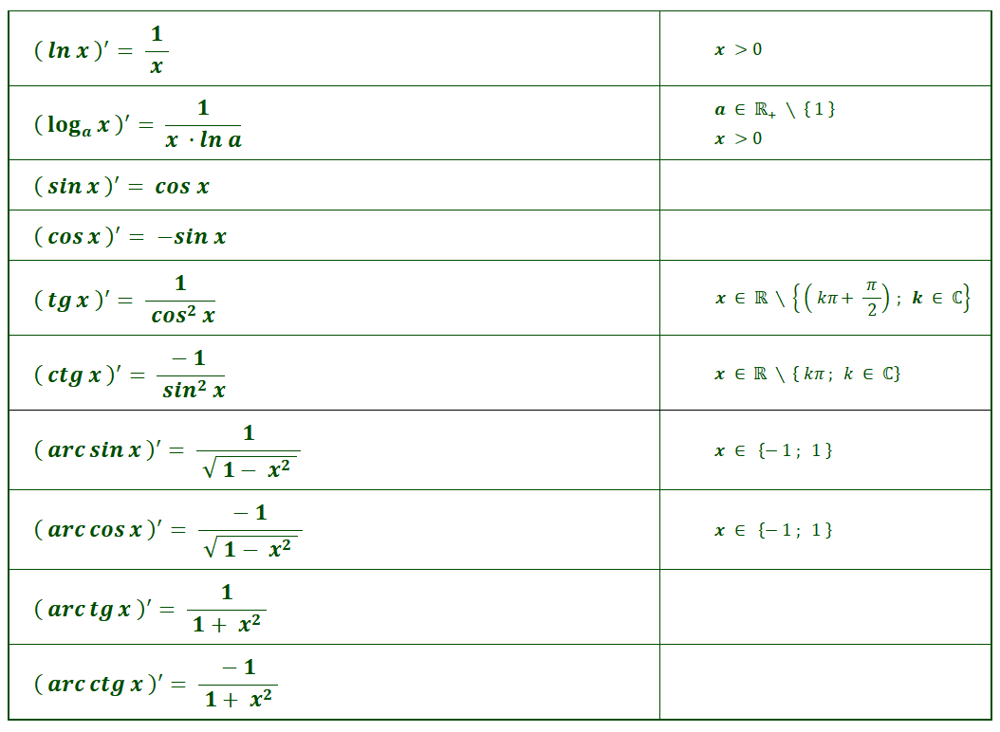 ( ln x )′ = 1/x    x > 0
( logₐ x )′ = 1/(x · ln a)    a ∈ ℝ₊ \ {1}
x > 0
( sin x )′ = cos x
( cos x )′ = −sin x
( tg x )′ = 1/cos² x    x ∈ ℝ \ {( kπ + π/2 ) ; k ∈ ℂ}
( ctg x )′ = −1/sin² x    x ∈ ℝ \ { kπ ; k ∈ ℂ}
( arc sin x )′ = 1/√(1 − x²)    x ∈ {−1 ; 1}
( arc cos x )′ = −1/√(1 − x²)    x ∈ {−1 ; 1}
( arc tg x )′ = 1/(1 + x²)
( arc ctg x )′ = −1/(1 + x²)